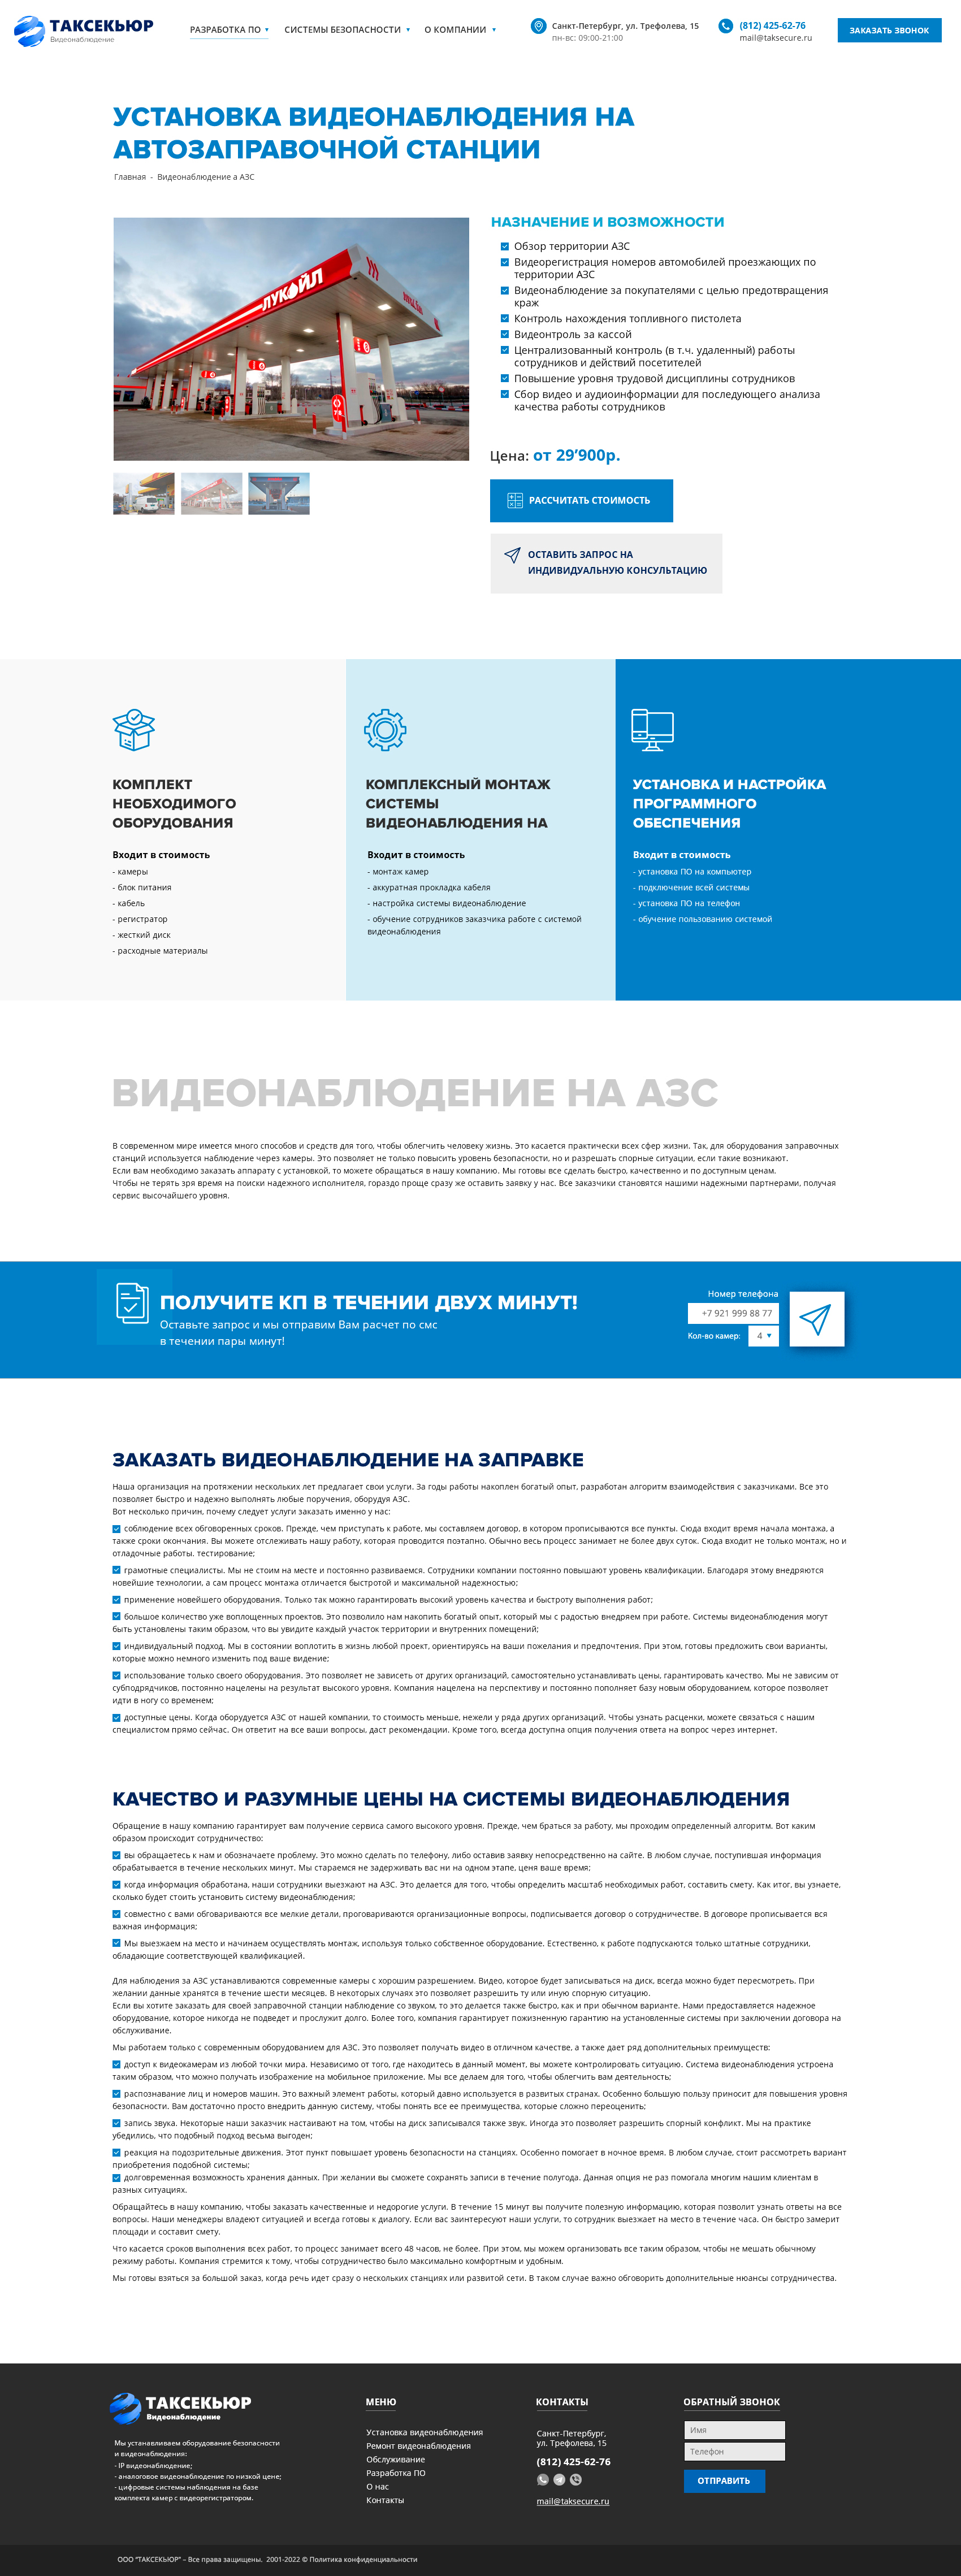 ТАКСЕКЬЮР
Видеонаблюдение
РАЗРАБОТКА ПО
СИСТЕМЫ БЕЗОПАСНОСТИ
О КОМПАНИИ
Санкт-Петербург, ул. Трефолева, 15
пн-вс: 09:00-21:00
(812) 425-62-76
mail@taksecure.ru
ЗАКАЗАТЬ ЗВОНОК
УСТАНОВКА ВИДЕОНАБЛЮДЕНИЯ НА
АВТОЗАПРАВОЧНОЙ СТАНЦИИ
Главная - Видеонаблюдение а АЗС
ЛУКОЙЛ
НАЗНАЧЕНИЕ И ВОЗМОЖНОСТИ
Обзор территории АЗС
Видеорегистрация номеров автомобилей проезжающих по
территории АЗС
Видеонаблюдение за покупателями с целью предотвращения
краж
Контроль нахождения топливного пистолета
Видеонтроль за кассой
Централизованный контроль (в т.ч. удаленный) работы
сотрудников и действий посетителей
Повышение уровня трудовой дисциплины сотрудников
Сбор видео и аудиоинформации для последующего анализа
качества работы сотрудников
Цена: от 29’900р.
РАССЧИТАТЬ СТОИМОСТЬ
ОСТАВИТЬ ЗАПРОС НА
ИНДИВИДУАЛЬНУЮ КОНСУЛЬТАЦИЮ
КОМПЛЕКТ
НЕОБХОДИМОГО
ОБОРУДОВАНИЯ
Входит в стоимость
- камеры
- блок питания
- кабель
- регистратор
- жесткий диск
- расходные материалы
КОМПЛЕКСНЫЙ МОНТАЖ
СИСТЕМЫ
ВИДЕОНАБЛЮДЕНИЯ НА
Входит в стоимость
- монтаж камер
- аккуратная прокладка кабеля
- настройка системы видеонаблюдение
- обучение сотрудников заказчика работе с системой
видеонаблюдения
УСТАНОВКА И НАСТРОЙКА
ПРОГРАММНОГО
ОБЕСПЕЧЕНИЯ
Входит в стоимость
- установка ПО на компьютер
- подключение всей системы
- установка ПО на телефон
- обучение пользованию системой
ВИДЕОНАБЛЮДЕНИЕ НА АЗС
В современном мире имеется много способов и средств для того, чтобы облегчить человеку жизнь. Это касается практически всех сфер жизни. Так, для оборудования заправочных
станций используется наблюдение через камеры. Это позволяет не только повысить уровень безопасности, но и разрешать спорные ситуации, если такие возникают.
Если вам необходимо заказать аппарату с установкой, то можете обращаться в нашу компанию. Мы готовы все сделать быстро, качественно и по доступным ценам.
Чтобы не терять зря время на поиски надежного исполнителя, гораздо проще сразу же оставить заявку у нас. Все заказчики становятся нашими надежными партнерами, получая
сервис высочайшего уровня.
ПОЛУЧИТЕ КП В ТЕЧЕНИИ ДВУХ МИНУТ!
Оставьте запрос и мы отправим Вам расчет по смс
в течении пары минут!
Номер телефона
+7 921 999 88 77
Кол-во камер: 4
ЗАКАЗАТЬ ВИДЕОНАБЛЮДЕНИЕ НА ЗАПРАВКЕ
Наша организация на протяжении нескольких лет предлагает свои услуги. За годы работы накоплен богатый опыт, разработан алгоритм взаимодействия с заказчиками. Все это
позволяет быстро и надежно выполнять любые поручения, оборудуя АЗС.
Вот несколько причин, почему следует услуги заказать именно у нас:
соблюдение всех обговоренных сроков. Прежде, чем приступать к работе, мы составляем договор, в котором прописываются все пункты. Сюда входит время начала монтажа, а
также сроки окончания. Вы можете отслеживать нашу работу, которая проводится поэтапно. Обычно весь процесс занимает не более двух суток. Сюда входит не только монтаж, но и
отладочные работы. тестирование;
грамотные специалисты. Мы не стоим на месте и постоянно развиваемся. Сотрудники компании постоянно повышают уровень квалификации. Благодаря этому внедряются
новейшие технологии, а сам процесс монтажа отличается быстротой и максимальной надежностью;
применение новейшего оборудования. Только так можно гарантировать высокий уровень качества и быстроту выполнения работ;
большое количество уже воплощенных проектов. Это позволило нам накопить богатый опыт, который мы с радостью внедряем при работе. Системы видеонаблюдения могут
быть установлены таким образом, что вы увидите каждый участок территории и внутренних помещений;
индивидуальный подход. Мы в состоянии воплотить в жизнь любой проект, ориентируясь на ваши пожелания и предпочтения. При этом, готовы предложить свои варианты,
которые можно немного изменить под ваше видение;
использование только своего оборудования. Это позволяет не зависеть от других организаций, самостоятельно устанавливать цены, гарантировать качество. Мы не зависим от
субподрядчиков, постоянно нацелены на результат высокого уровня. Компания нацелена на перспективу и постоянно пополняет базу новым оборудованием, которое позволяет
идти в ногу со временем;
доступные цены. Когда оборудуется АЗС от нашей компании, то стоимость меньше, нежели у ряда других организаций. Чтобы узнать расценки, можете связаться с нашим
специалистом прямо сейчас. Он ответит на все ваши вопросы, даст рекомендации. Кроме того, всегда доступна опция получения ответа на вопрос через интернет.
КАЧЕСТВО И РАЗУМНЫЕ ЦЕНЫ НА СИСТЕМЫ ВИДЕОНАБЛЮДЕНИЯ
Обращение в нашу компанию гарантирует вам получение сервиса самого высокого уровня. Прежде, чем браться за работу, мы проходим определенный алгоритм. Вот каким
образом происходит сотрудничество:
вы обращаетесь к нам и обозначаете проблему. Это можно сделать по телефону, либо оставив заявку непосредственно на сайте. В любом случае, поступившая информация
обрабатывается в течение нескольких минут. Мы стараемся не задерживать вас ни на одном этапе, ценя ваше время;
когда информация обработана, наши сотрудники выезжают на АЗС. Это делается для того, чтобы определить масштаб необходимых работ, составить смету. Как итог, вы узнаете,
сколько будет стоить установить систему видеонаблюдения;
совместно с вами обговариваются все мелкие детали, проговариваются организационные вопросы, подписывается договор о сотрудничестве. В договоре прописывается вся
важная информация;
Мы выезжаем на место и начинаем осуществлять монтаж, используя только собственное оборудование. Естественно, к работе подпускаются только штатные сотрудники,
обладающие соответствующей квалификацией.
Для наблюдения за АЗС устанавливаются современные камеры с хорошим разрешением. Видео, которое будет записываться на диск, всегда можно будет пересмотреть. При
желании данные хранятся в течение шести месяцев. В некоторых случаях это позволяет разрешить ту или иную спорную ситуацию.
Если вы хотите заказать для своей заправочной станции наблюдение со звуком, то это делается также быстро, как и при обычном варианте. Нами предоставляется надежное
оборудование, которое никогда не подведет и прослужит долго. Более того, компания гарантирует пожизненную гарантию на установленные системы при заключении договора на
обслуживание.
Мы работаем только с современным оборудованием для АЗС. Это позволяет получать видео в отличном качестве, а также дает ряд дополнительных преимуществ:
доступ к видеокамерам из любой точки мира. Независимо от того, где находитесь в данный момент, вы можете контролировать ситуацию. Система видеонаблюдения устроена
таким образом, что можно получать изображение на мобильное приложение. Мы все делаем для того, чтобы облегчить вам деятельность;
распознавание лиц и номеров машин. Это важный элемент работы, который давно используется в развитых странах. Особенно большую пользу приносит для повышения уровня
безопасности. Вам достаточно просто внедрить данную систему, чтобы понять все ее преимущества, которые сложно переоценить;
запись звука. Некоторые наши заказчик настаивают на том, чтобы на диск записывался также звук. Иногда это позволяет разрешить спорный конфликт. Мы на практике
убедились, что подобный подход весьма выгоден;
реакция на подозрительные движения. Этот пункт повышает уровень безопасности на станциях. Особенно помогает в ночное время. В любом случае, стоит рассмотреть вариант
приобретения подобной системы;
долговременная возможность хранения данных. При желании вы сможете сохранять записи в течение полугода. Данная опция не раз помогала многим нашим клиентам в
разных ситуациях.
Обращайтесь в нашу компанию, чтобы заказать качественные и недорогие услуги. В течение 15 минут вы получите полезную информацию, которая позволит узнать ответы на все
вопросы. Наши менеджеры владеют ситуацией и всегда готовы к диалогу. Если вас заинтересуют наши услуги, то сотрудник выезжает на место в течение часа. Он быстро замерит
площади и составит смету.
Что касается сроков выполнения всех работ, то процесс занимает всего 48 часов, не более. При этом, мы можем организовать все таким образом, чтобы не мешать обычному
режиму работы. Компания стремится к тому, чтобы сотрудничество было максимально комфортным и удобным.
Мы готовы взяться за большой заказ, когда речь идет сразу о нескольких станциях или развитой сети. В таком случае важно обговорить дополнительные нюансы сотрудничества.
ТАКСЕКЬЮР
Видеонаблюдение
Мы устанавливаем оборудование безопасности
и видеонаблюдения:
- IP видеонаблюдение;
- аналоговое видеонаблюдение по низкой цене;
- цифровые системы наблюдения на базе
комплекта камер с видеорегистратором.
МЕНЮ
Установка видеонаблюдения
Ремонт видеонаблюдения
Обслуживание
Разработка ПО
О нас
Контакты
КОНТАКТЫ
Санкт-Петербург,
ул. Трефолева, 15
(812) 425-62-76
mail@taksecure.ru
ОБРАТНЫЙ ЗВОНОК
Имя
Телефон
ОТПРАВИТЬ
ООО “ТАКСЕКЬЮР” – Все права защищены. 2001-2022 © Политика конфиденциальности